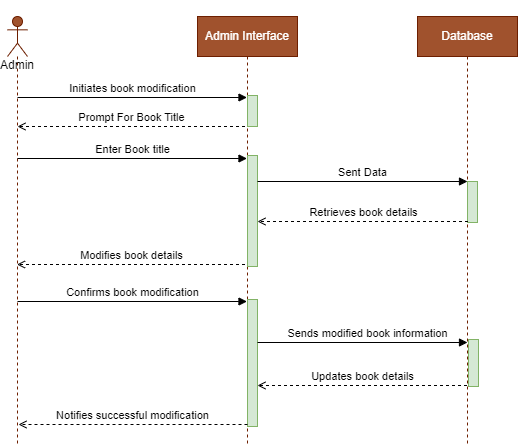 Admin Interface
Database
Admin
Initiates book modification
Prompt For Book Title
Enter Book title
Sent Data
Retrieves book details
Modifies book details
Confirms book modification
Sends modified book information
Updates book details
Notifies successful modification